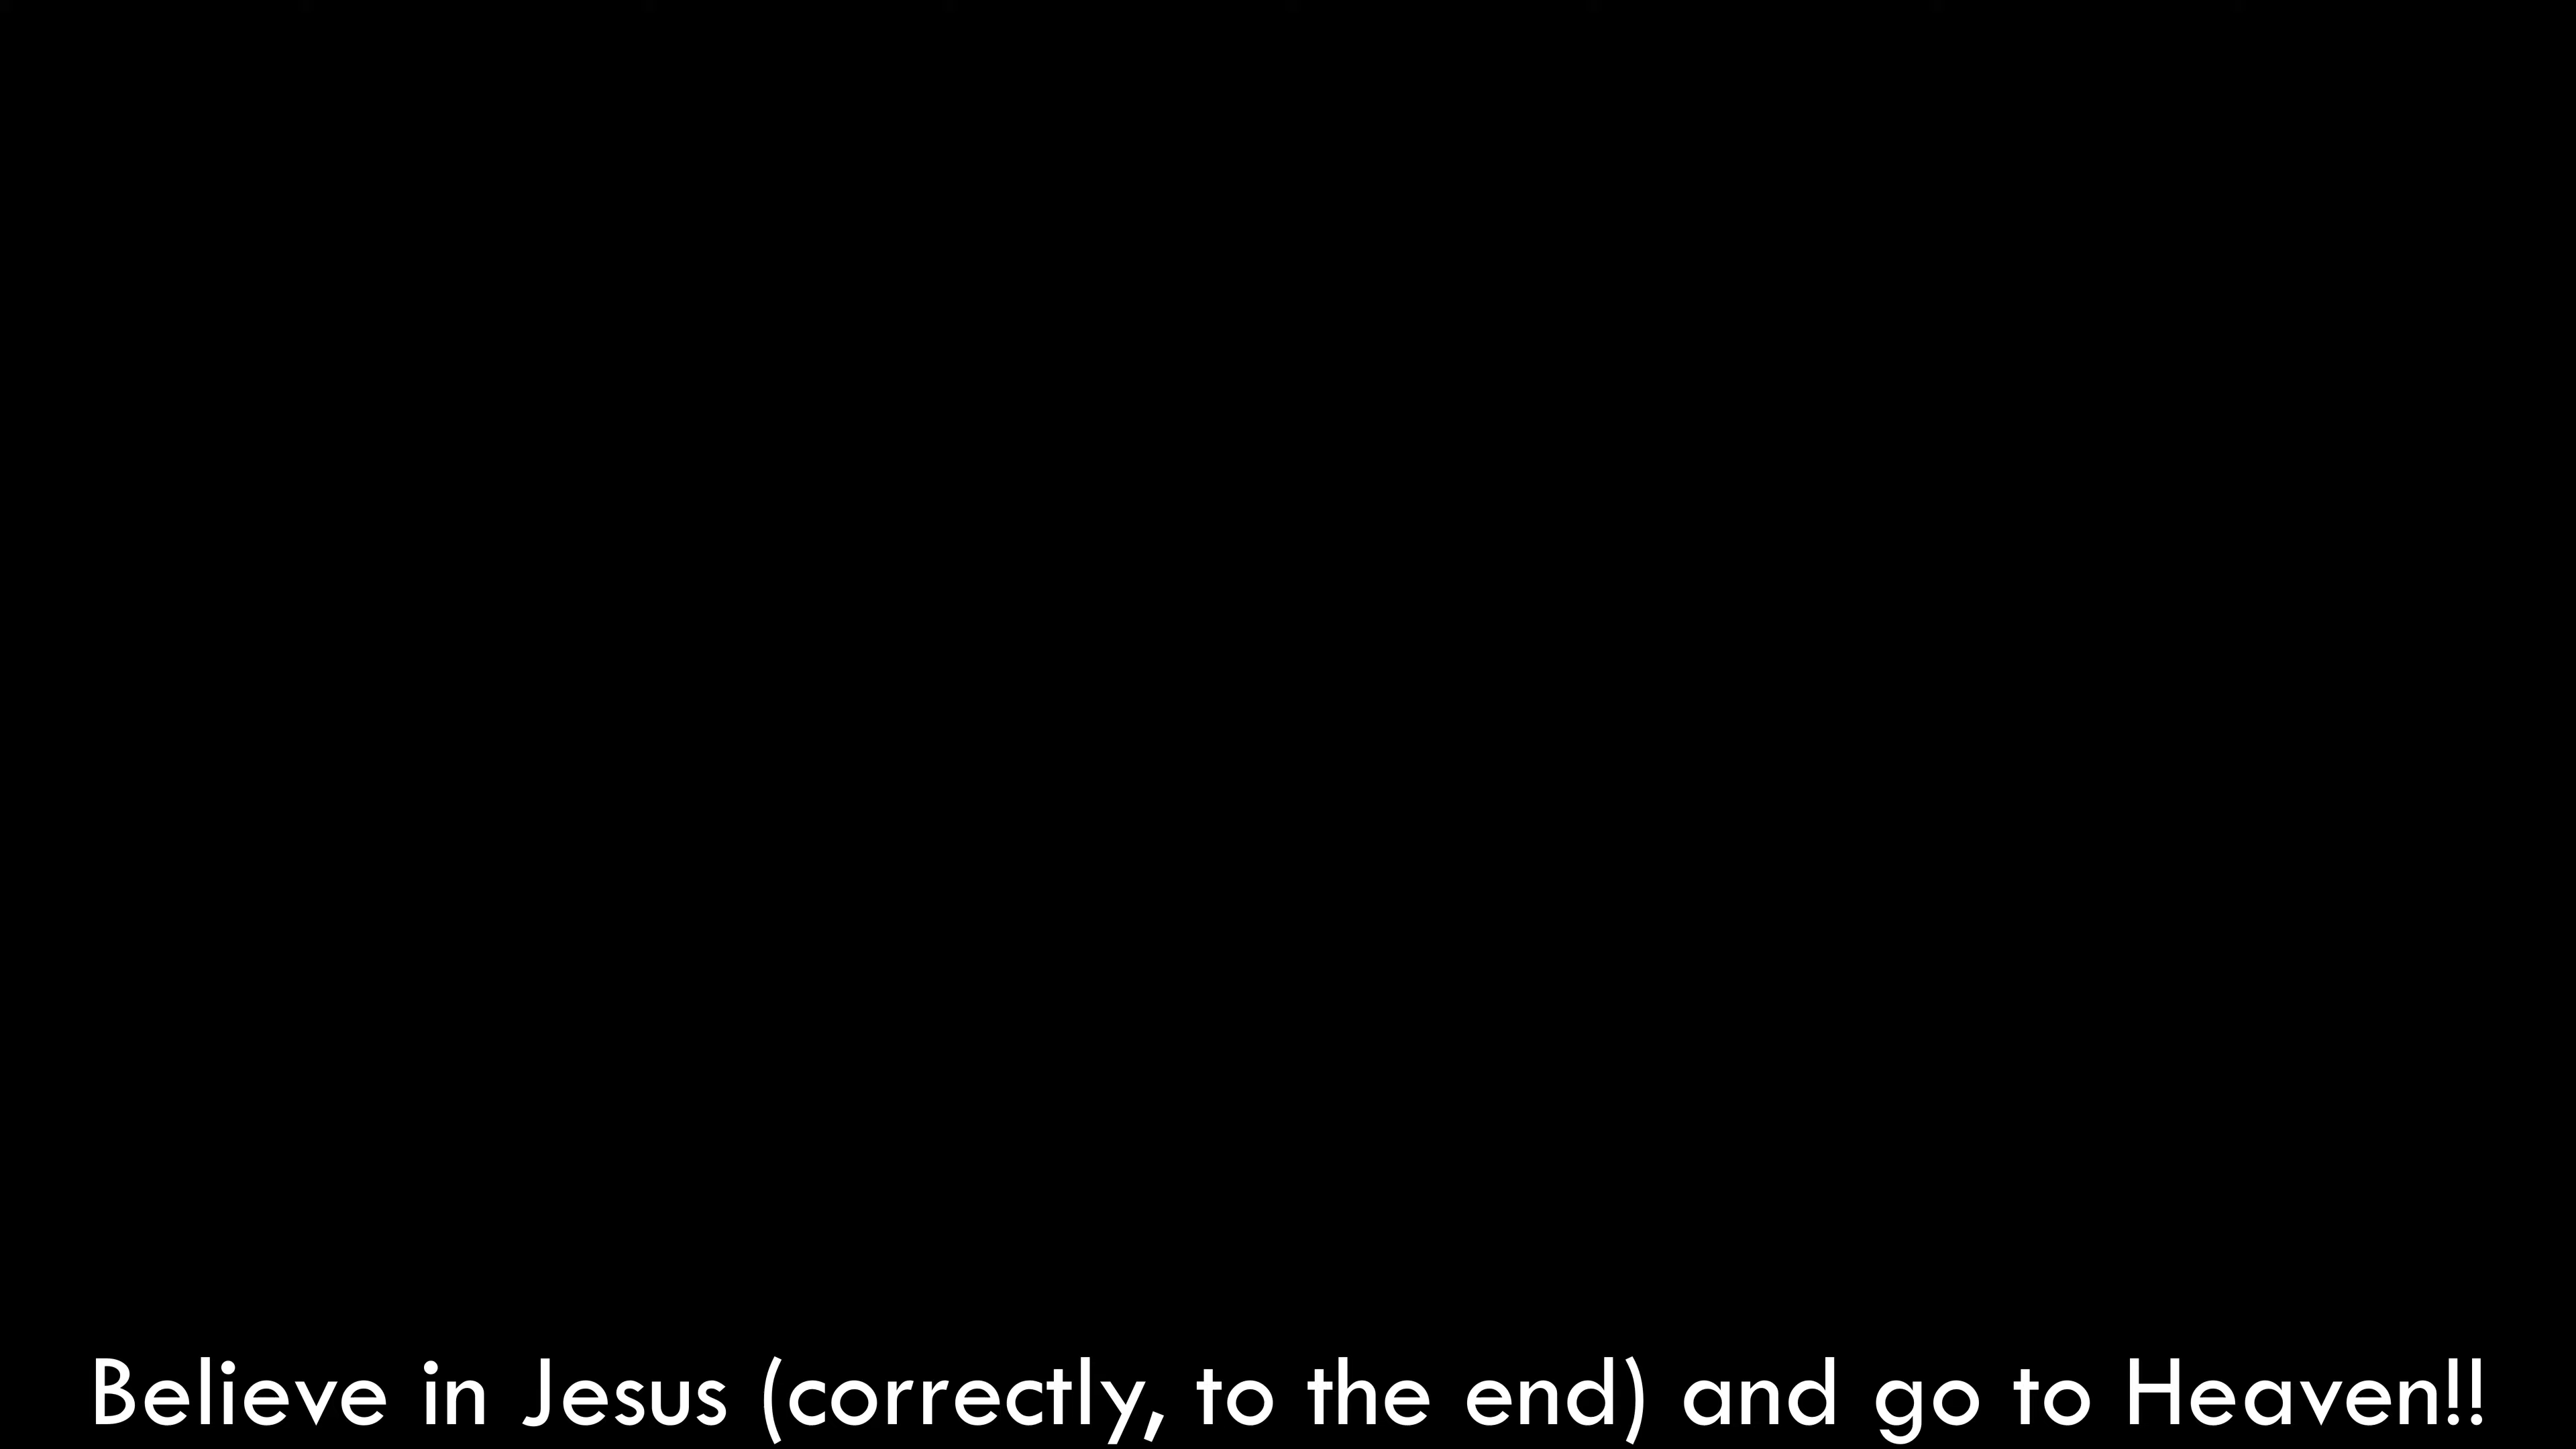 Believe in Jesus (correctly, to the end) and go to Heaven!!